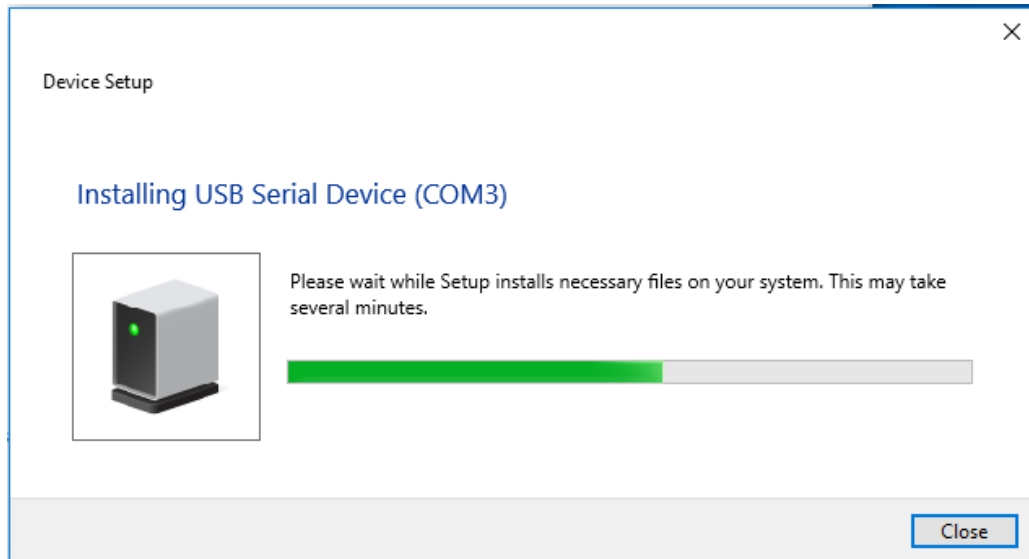 Device Setup
Installing USB Serial Device (COM3)
Please wait while Setup installs necessary files on your system. This may take
several minutes.
Close